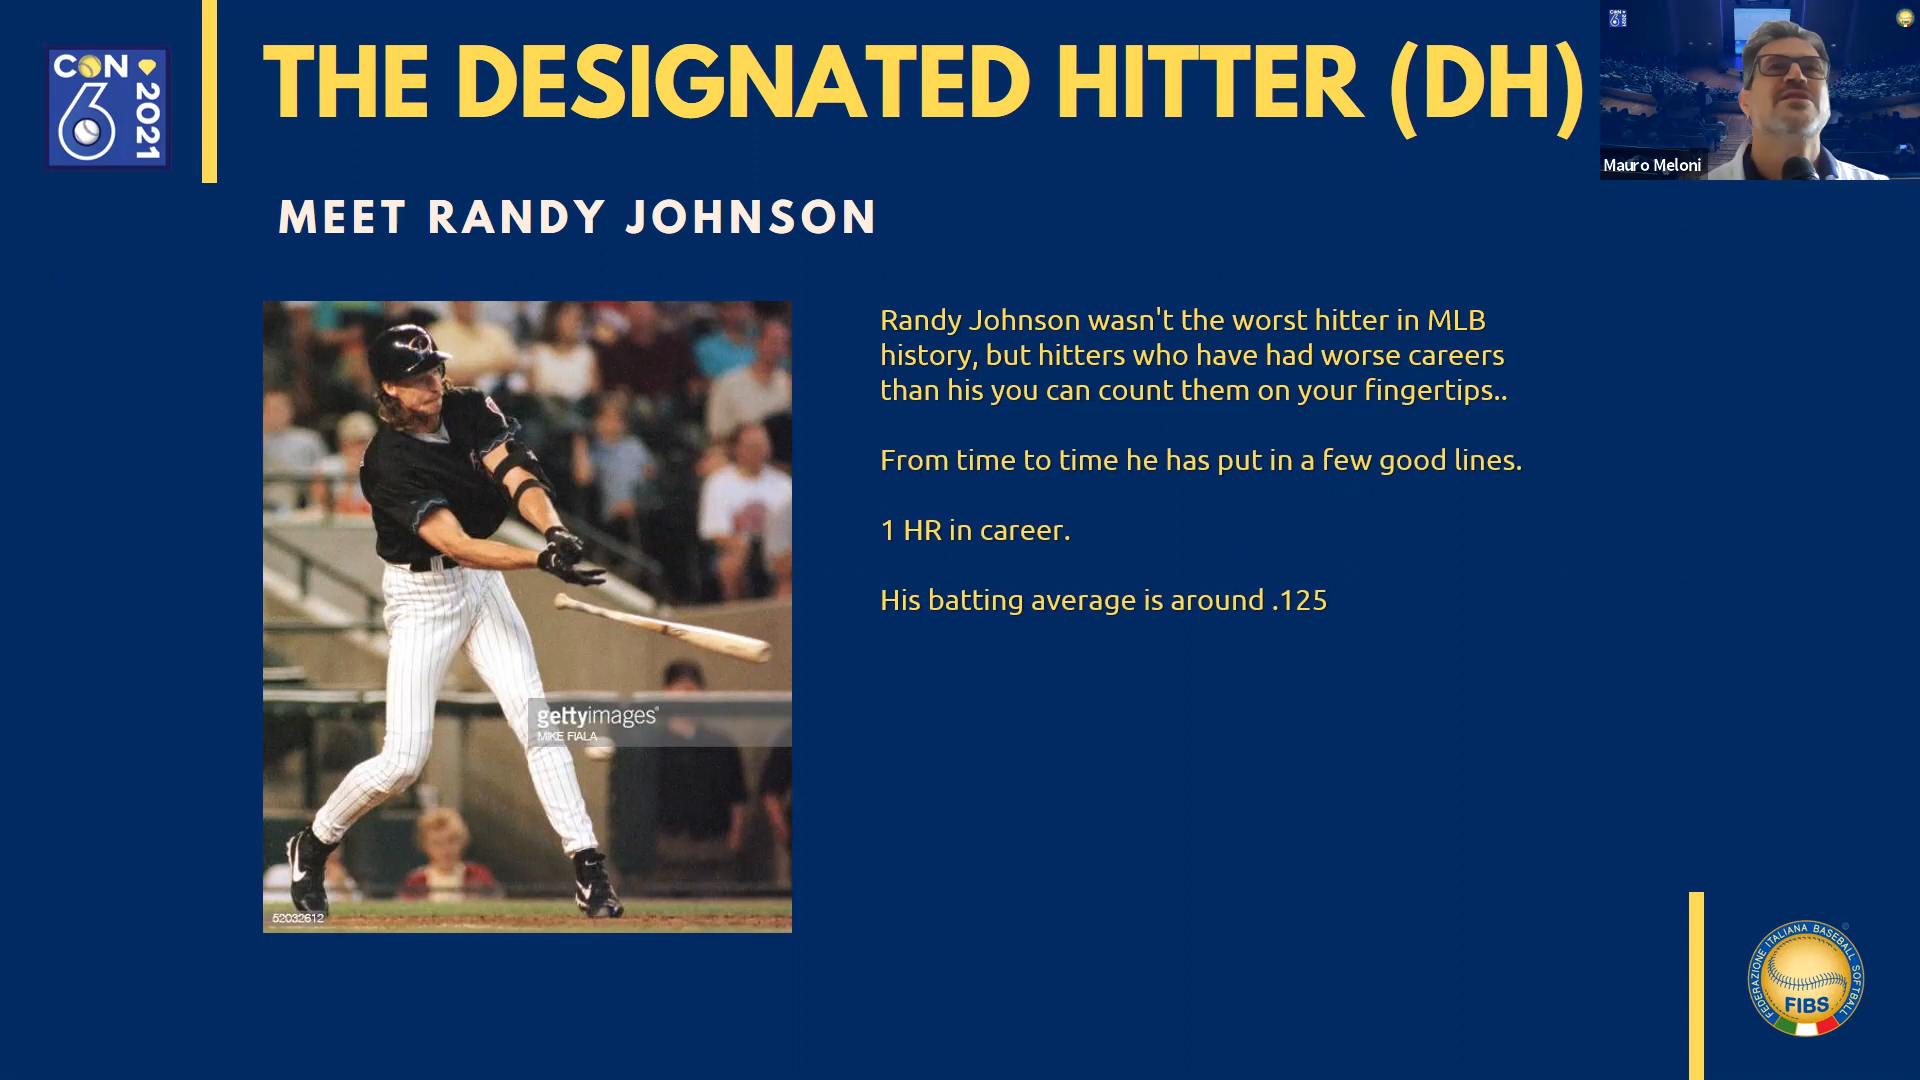 CON
6
2021
THE DESIGNATED HITTER (DH)
Mauro Meloni
MEET RANDY JOHNSON
Randy Johnson wasn't the worst hitter in MLB
history, but hitters who have had worse careers
than his you can count them on your fingertips..
From time to time he has put in a few good lines.
1 HR in career.
His batting average is around .125
gettyimages®
MIKE FIALA
52032612
FEDERAZIONE ITALIANA BASEBALL SOFTBALL
FIBS